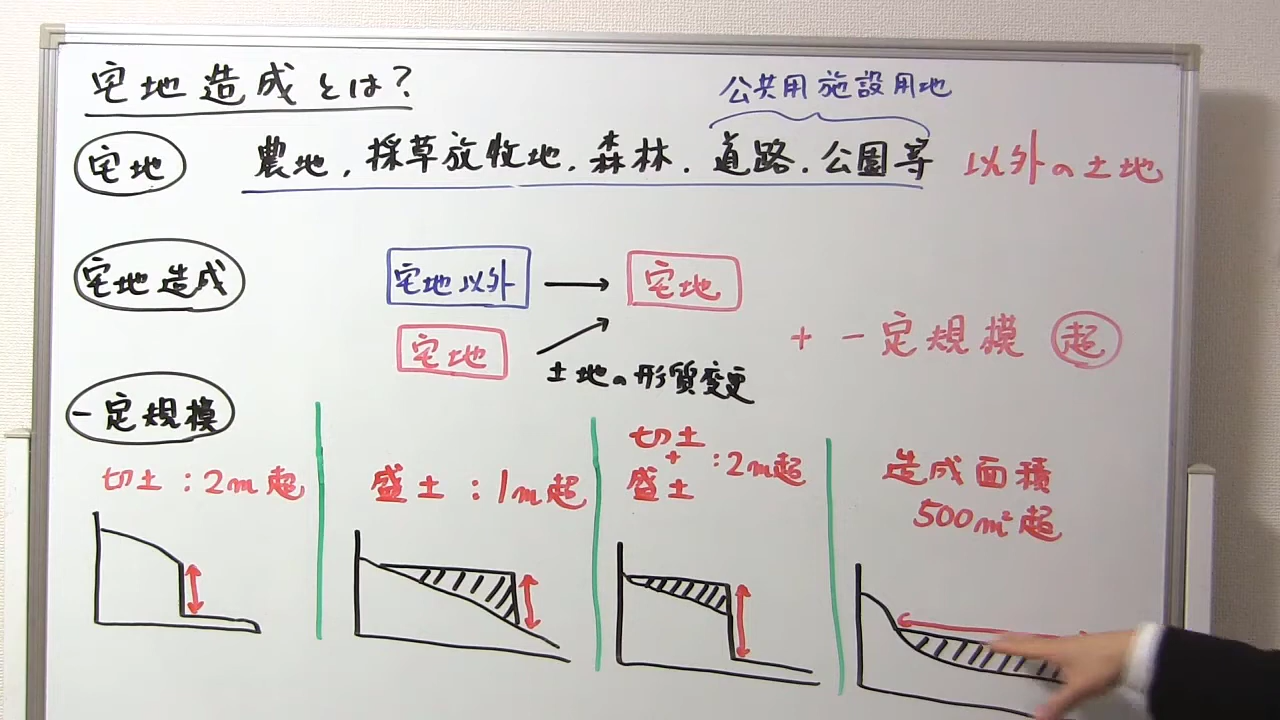 宅地造成とは?
公共用施設用地
宅地 農地,採草放牧地.森林.道路.公園等 以外の土地
宅地造成 宅地以外 → 宅地
宅地
土地の形質変更
+ 一定規模 超
一定規模
切土:2m超
盛土:1m超
切土
+
盛土
:2m超
造成面積
500m²超